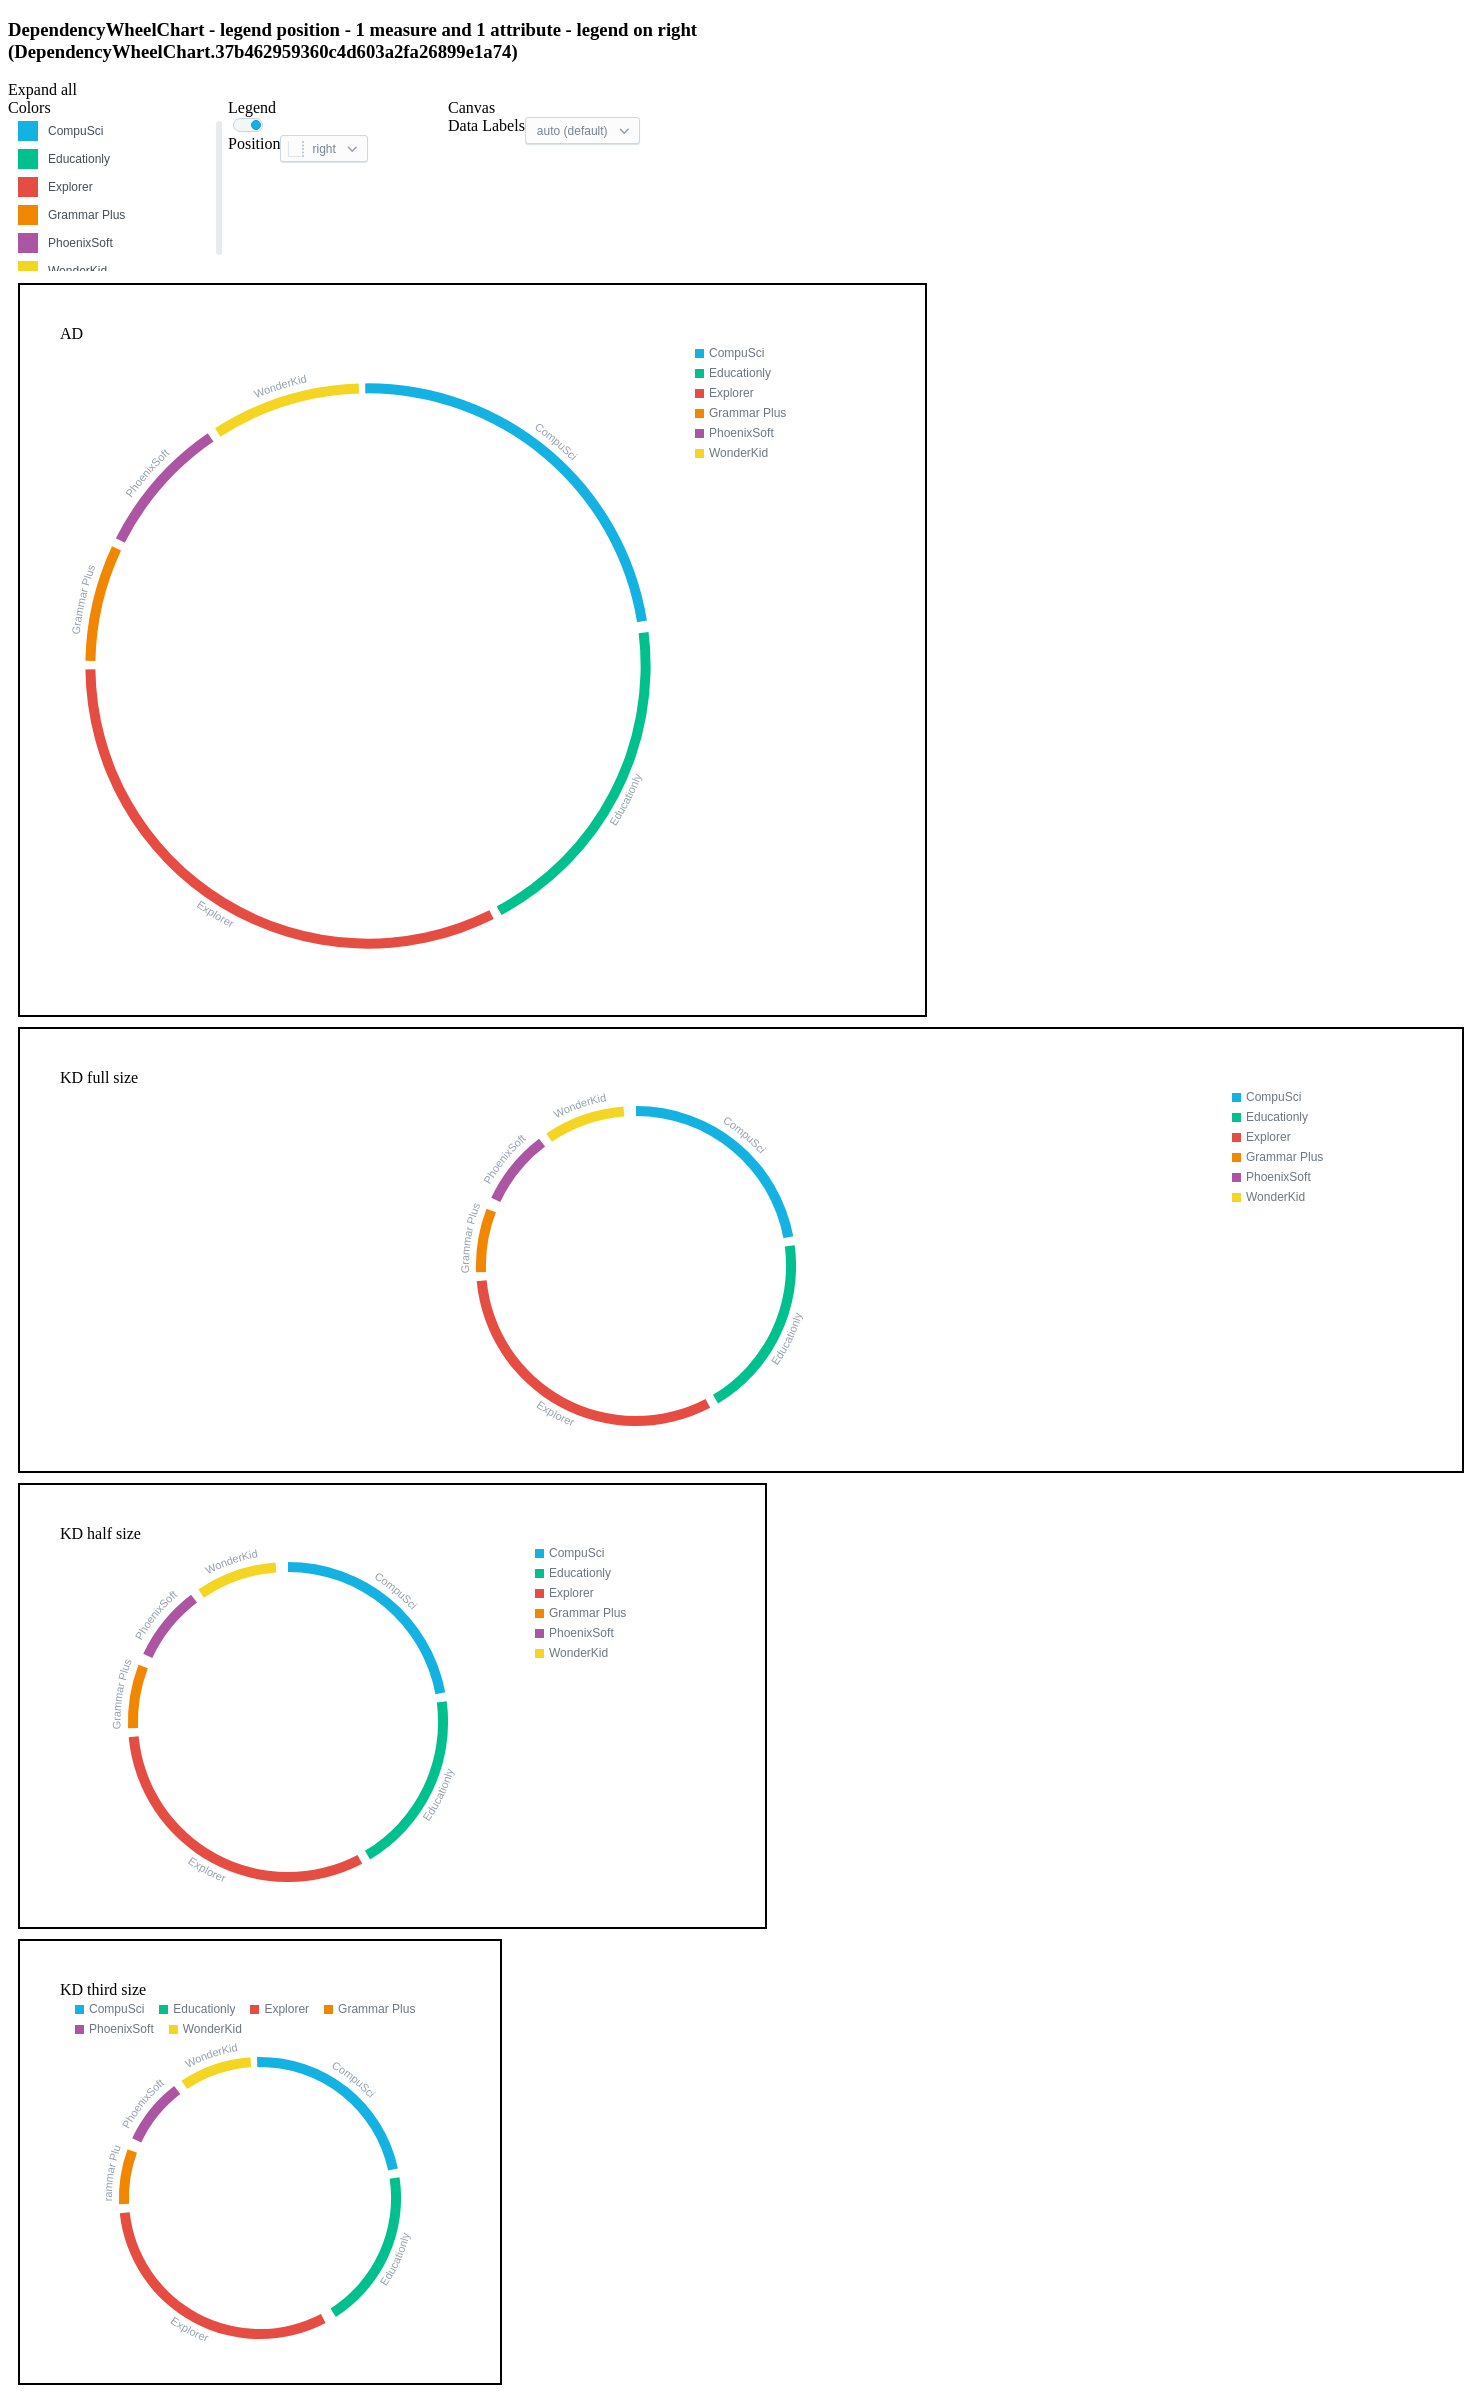 DependencyWheelChart - legend position - 1 measure and 1 attribute - legend on right
(DependencyWheelChart.37b462959360c4d603a2fa26899e1a74)
Expand all
Colors
CompuSci
Educationly
Explorer
Grammar Plus
PhoenixSoft
WonderKid
Legend
Position right
Canvas
Data Labels auto (default)
AD
CompuSci
Educationly
Explorer
Grammar Plus
PhoenixSoft
WonderKid
WonderKid
CompuSci
PhoenixSoft
Grammar Plus
Educationly
Explorer
KD full size
CompuSci
Educationly
Explorer
Grammar Plus
PhoenixSoft
WonderKid
WonderKid
CompuSci
PhoenixSoft
Grammar Plus
Educationly
Explorer
KD half size
CompuSci
Educationly
Explorer
Grammar Plus
PhoenixSoft
WonderKid
WonderKid
CompuSci
PhoenixSoft
Grammar Plus
Educationly
Explorer
KD third size
CompuSci Educationly Explorer Grammar Plus
PhoenixSoft WonderKid
WonderKid
CompuSci
PhoenixSoft
rammar Plu
Educationly
Explorer